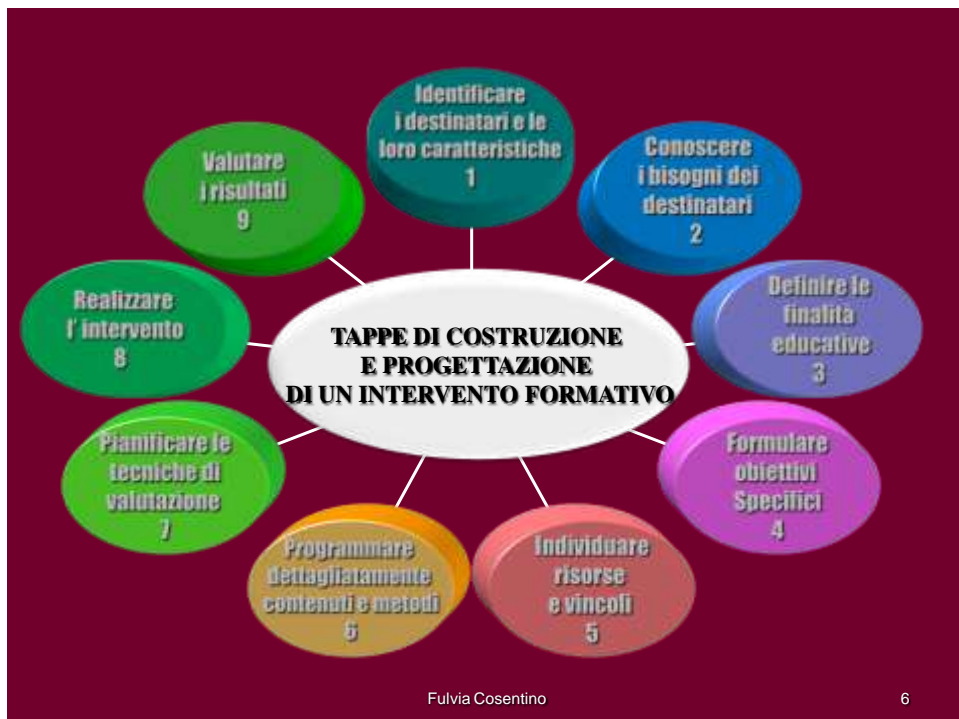 TAPPE DI COSTRUZIONE
E PROGETTAZIONE
DI UN INTERVENTO FORMATIVO
Identificare
i destinatari e le
loro caratteristiche
1
Conoscere
i bisogni dei
destinatari
2
Definire le
finalità
educative
3
Formulare
obiettivi
Specifici
4
Individuare
risorse
e vincoli
5
Programmare
dettagliatamente
contenuti e metodi
6
Pianificare le
tecniche di
valutazione
7
Realizzare
l' intervento
8
Valutare
i risultati
9
Fulvia Cosentino
6